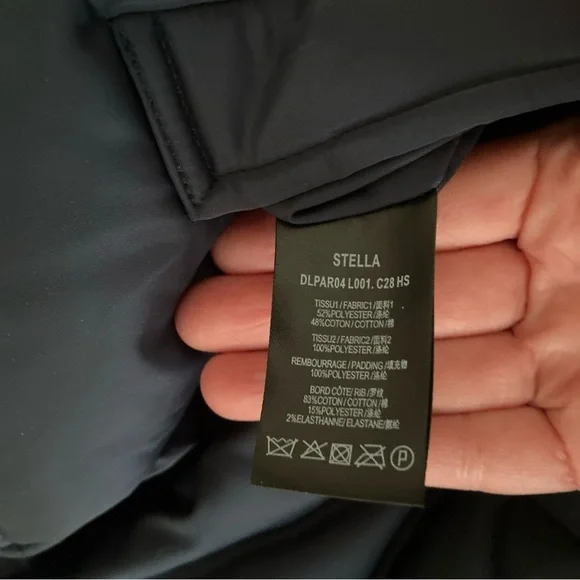 STELLA
DLPAR04 L001. C28 HS
TISSU1 / FABRIC1 /面料1
52%POLYESTER /涤纶
48%COTON / COTTON /棉
TISSU2 / FABRIC2 /面料2
100%POLYESTER /涤纶
REMBOURRAGE / PADDING /填充物
100%POLYESTER /涤纶
BORD CÔTE / RIB /罗纹
83%COTON / COTTON /棉
15%POLYESTER /涤纶
2%ELASTHANNE / ELASTANE /氨纶
P